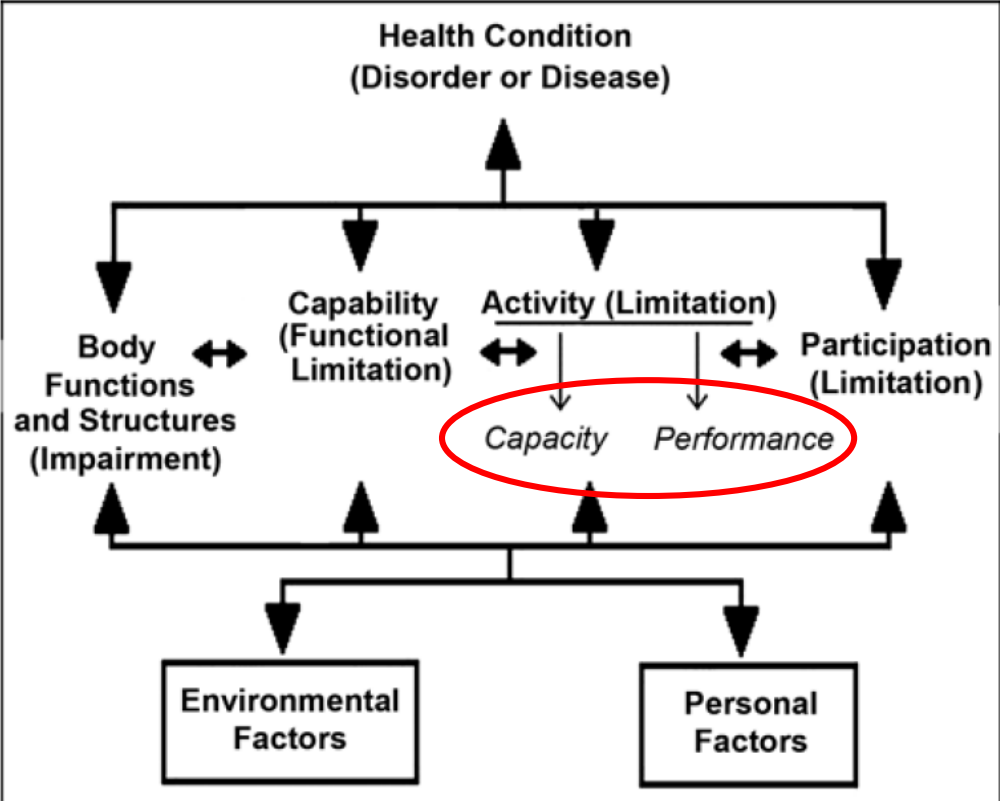 Health Condition
(Disorder or Disease)
Body
Functions
and Structures
(Impairment)
Capability
(Functional
Limitation)
Activity (Limitation)
Capacity
Performance
Participation
(Limitation)
Environmental
Factors
Personal
Factors